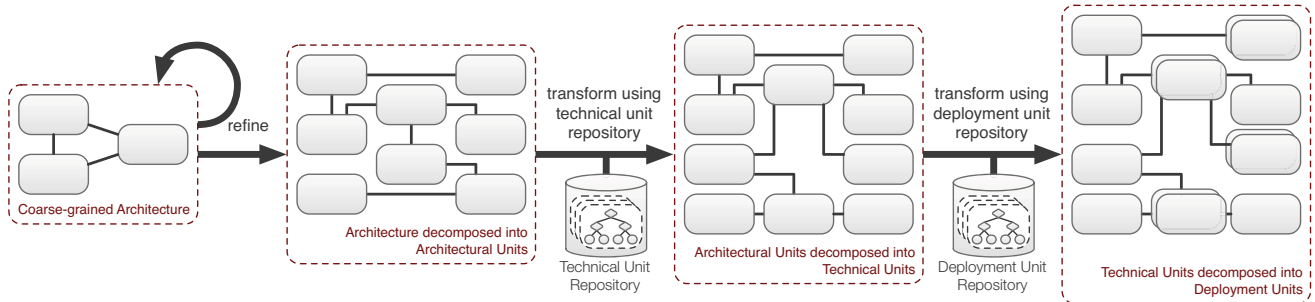 refine
Coarse-grained Architecture
Architecture decomposed into
Architectural Units
transform using
technical unit
repository
Technical Unit
Repository
Architectural Units decomposed into
Technical Units
transform using
deployment unit
repository
Deployment Unit
Repository
Technical Units decomposed into
Deployment Units